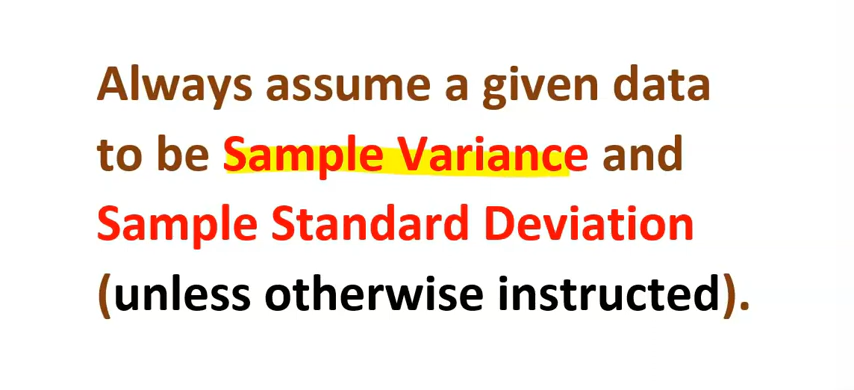 Always assume a given data
to be Sample Variance and
Sample Standard Deviation
(unless otherwise instructed).